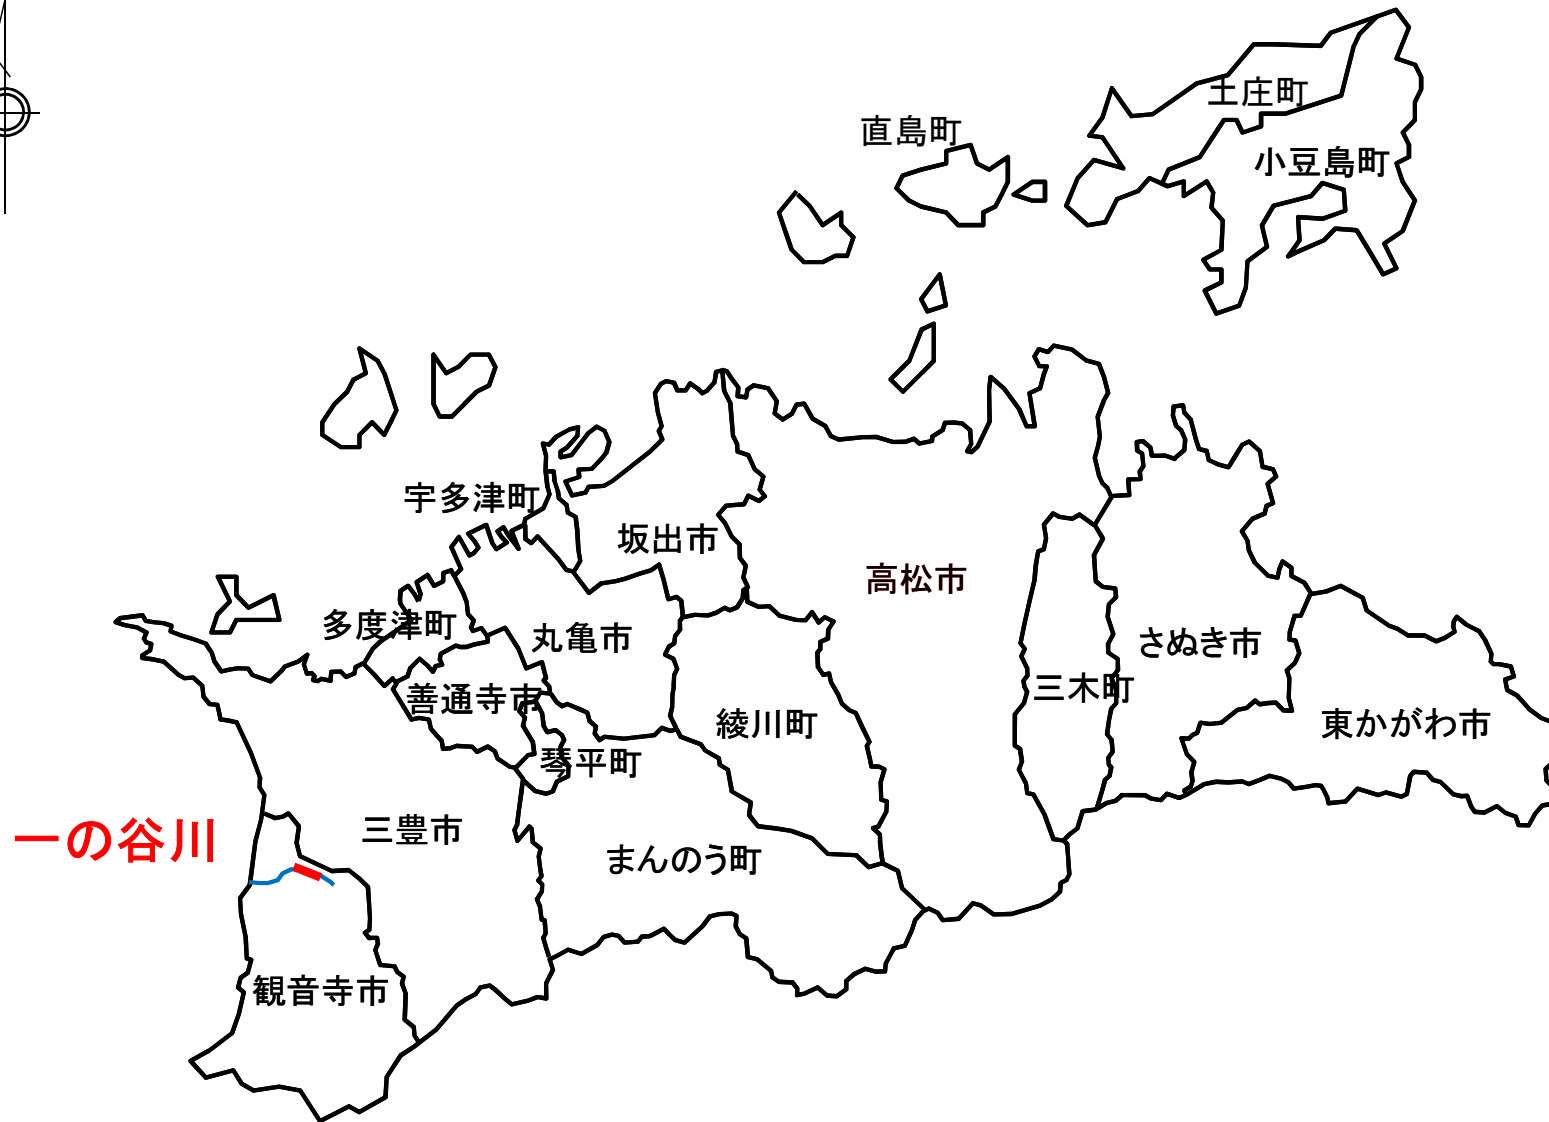 土庄町
直島町
小豆島町
宇多津町
坂出市
高松市
多度津町
丸亀市
さぬき市
善通寺市
三木町
綾川町
東かがわ市
琴平町
一の谷川
三豊市
まんのう町
観音寺市